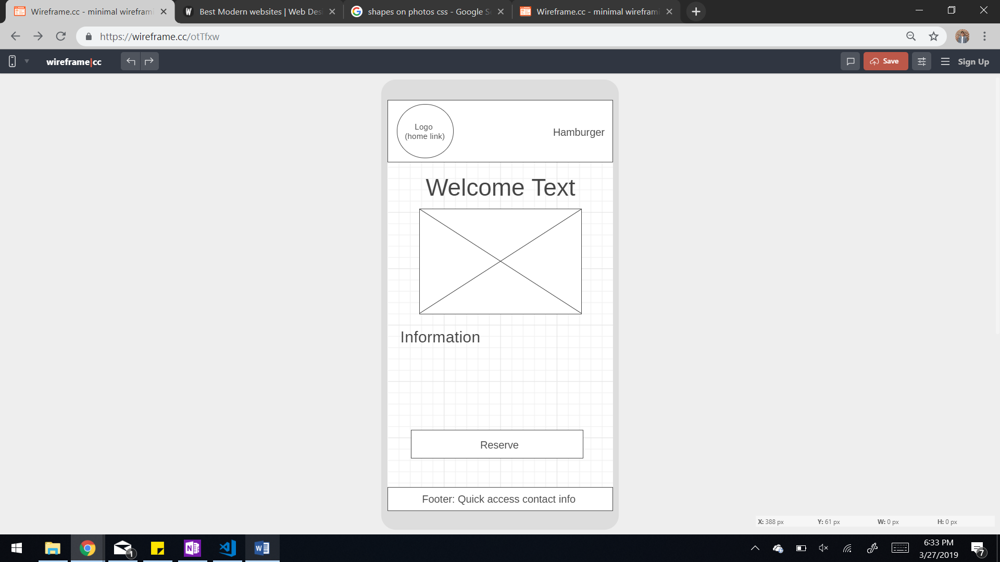 Wireframe.cc - minimal wirefram
Best Modern websites | Web Des
shapes on photos css - Google S
Wireframe.cc - minimal wirefram
https://wireframe.cc/otTfxw
wireframe|cc
Save
Sign Up
Logo
(home link)
Hamburger
Welcome Text
Information
Reserve
Footer: Quick access contact info
X: 388 px
Y: 61 px
W: 0 px
H: 0 px
1
6:33 PM
3/27/2019
7